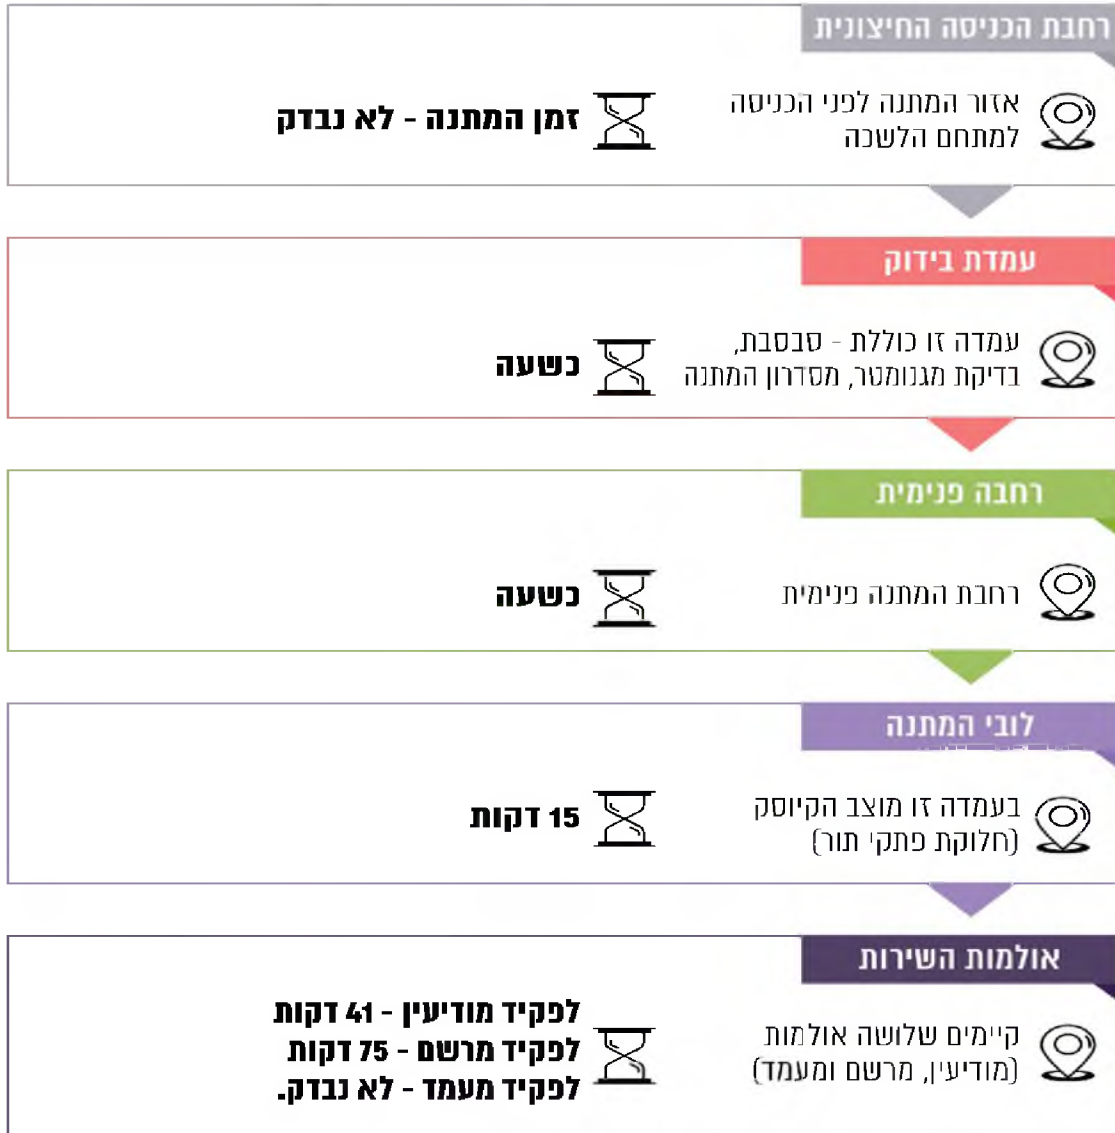 רחבת הכניסה החיצונית
אזור המתנה לפני הכניסה
למתחם הלשכה
זמן המתנה - לא נבדק
עמדת בידוק
עמדה זו כוללת - סבסבת,
בדיקת מגנומטר, מסדרון המתנה
כשעה
רחבה פנימית
רחבת המתנה פנימית
כשעה
לובי המתנה
בעמדה זו מוצב הקיוסק
(חלוקת פתקי תור)
15 דקות
אולמות השירות
קיימים שלושה אולמות
(מודיעין, מרשם ומעמד)
לפקיד מודיעין - 41 דקות
לפקיד מרשם - 75 דקות
לפקיד מעמד - לא נבדק.